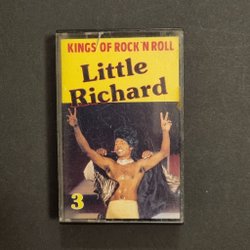 KINGS OF ROCK'N ROLL
Little
Richard
3